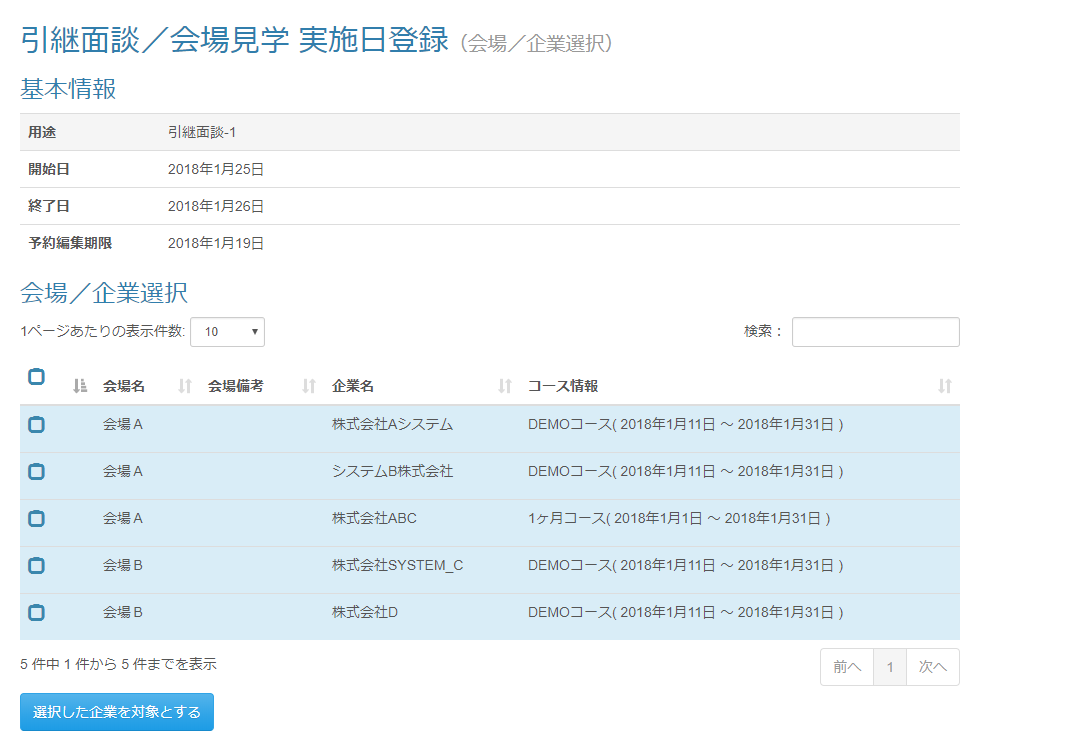 引継面談／会場見学 実施日登録（会場／企業選択）
基本情報
用途 引継面談-1
開始日 2018年1月25日
終了日 2018年1月26日
予約編集期限 2018年1月19日
会場／企業選択
1ページあたりの表示件数: 10 検索：
会場名 会場備考 企業名 コース情報
会場Ａ 株式会社Aシステム DEMOコース( 2018年1月11日 ～ 2018年1月31日 )
会場Ａ システムB株式会社 DEMOコース( 2018年1月11日 ～ 2018年1月31日 )
会場Ａ 株式会社ABC 1ヶ月コース( 2018年1月1日 ～ 2018年1月31日 )
会場Ｂ 株式会社SYSTEM_C DEMOコース( 2018年1月11日 ～ 2018年1月31日 )
会場Ｂ 株式会社D DEMOコース( 2018年1月11日 ～ 2018年1月31日 )
5 件中 1 件から 5 件までを表示 前へ 1 次へ
選択した企業を対象とする